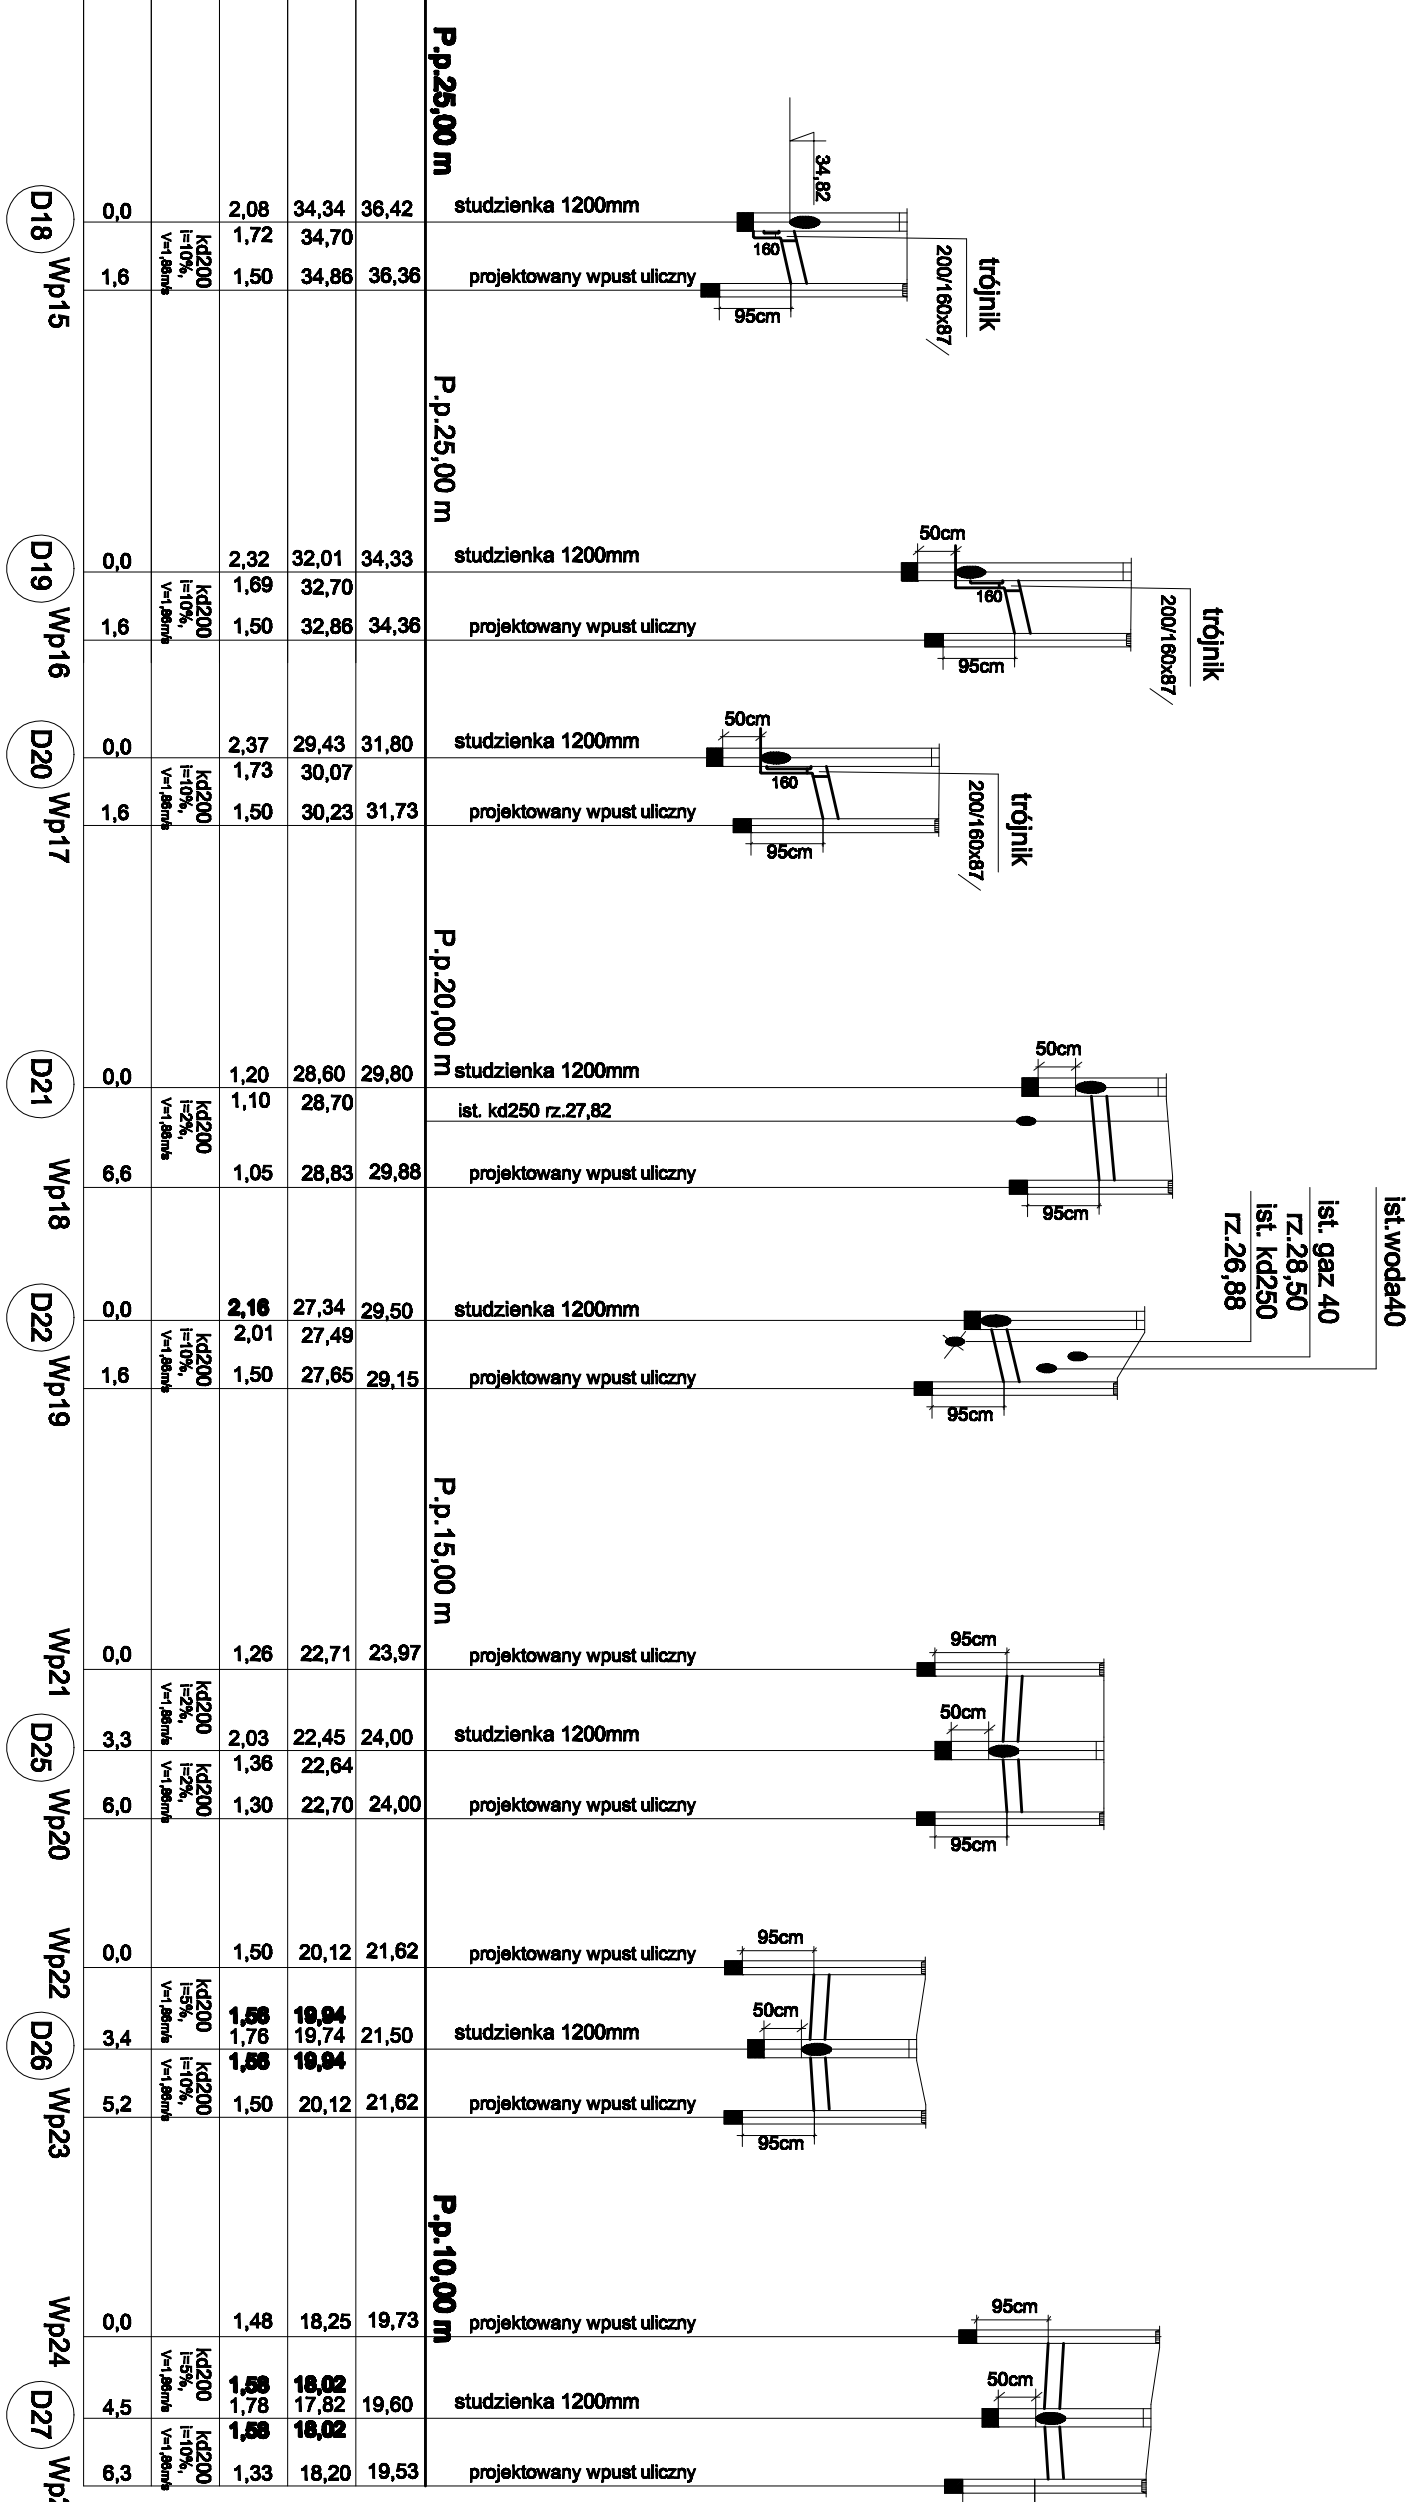 P.p.25,00 m
34,82
D18
0,0
2,08 34,34 36,42 studzienka 1200mm
kd200
i=10%,
V=1,86m/s
1,72 34,70
160
trójnik
200/160x87
Wp15
1,6
1,50 34,86 36,36 projektowany wpust uliczny
95cm
P.p.25,00 m
50cm
D19
0,0
2,32 32,01 34,33 studzienka 1200mm
kd200
i=10%,
V=1,86m/s
1,69 32,70
160
trójnik
200/160x87
Wp16
1,6
1,50 32,86 34,36 projektowany wpust uliczny
95cm
50cm
D20
0,0
2,37 29,43 31,80 studzienka 1200mm
kd200
i=10%,
V=1,86m/s
1,73 30,07
160
trójnik
200/160x87
Wp17
1,6
1,50 30,23 31,73 projektowany wpust uliczny
95cm
P.p.20,00 m
50cm
D21
0,0
1,20 28,60 29,80 studzienka 1200mm
kd200
i=2%,
V=1,86m/s
1,10 28,70
ist. kd250 rz.27,82
Wp18
6,6
1,05 28,83 29,88 projektowany wpust uliczny
95cm
ist.woda40
ist. gaz 40
rz.28,50
ist. kd250
rz.26,88
D22
0,0
2,16 27,34 29,50 studzienka 1200mm
kd200
i=10%,
V=1,86m/s
2,01 27,49
Wp19
1,6
1,50 27,65 29,15 projektowany wpust uliczny
95cm
P.p.15,00 m
95cm
Wp21
0,0
1,26 22,71 23,97 projektowany wpust uliczny
kd200
i=2%,
V=1,86m/s
50cm
D25
3,3
2,03 22,45 24,00 studzienka 1200mm
kd200
i=2%,
V=1,86m/s
1,36 22,64
Wp20
6,0
1,30 22,70 24,00 projektowany wpust uliczny
95cm
95cm
Wp22
0,0
1,50 20,12 21,62 projektowany wpust uliczny
kd200
i=5%,
V=1,86m/s
50cm
19,94
D26
3,4
1,76 19,74 21,50 studzienka 1200mm
kd200
i=10%,
V=1,86m/s
19,94
Wp23
5,2
1,50 20,12 21,62 projektowany wpust uliczny
95cm
P.p.10,00 m
95cm
Wp24
0,0
1,48 18,25 19,73 projektowany wpust uliczny
kd200
i=5%,
V=1,86m/s
50cm
1,58 18,02
D27
4,5
1,78 17,82 19,60 studzienka 1200mm
kd200
i=10%,
V=1,86m/s
1,58 18,02
6,3
1,33 18,20 19,53 projektowany wpust uliczny